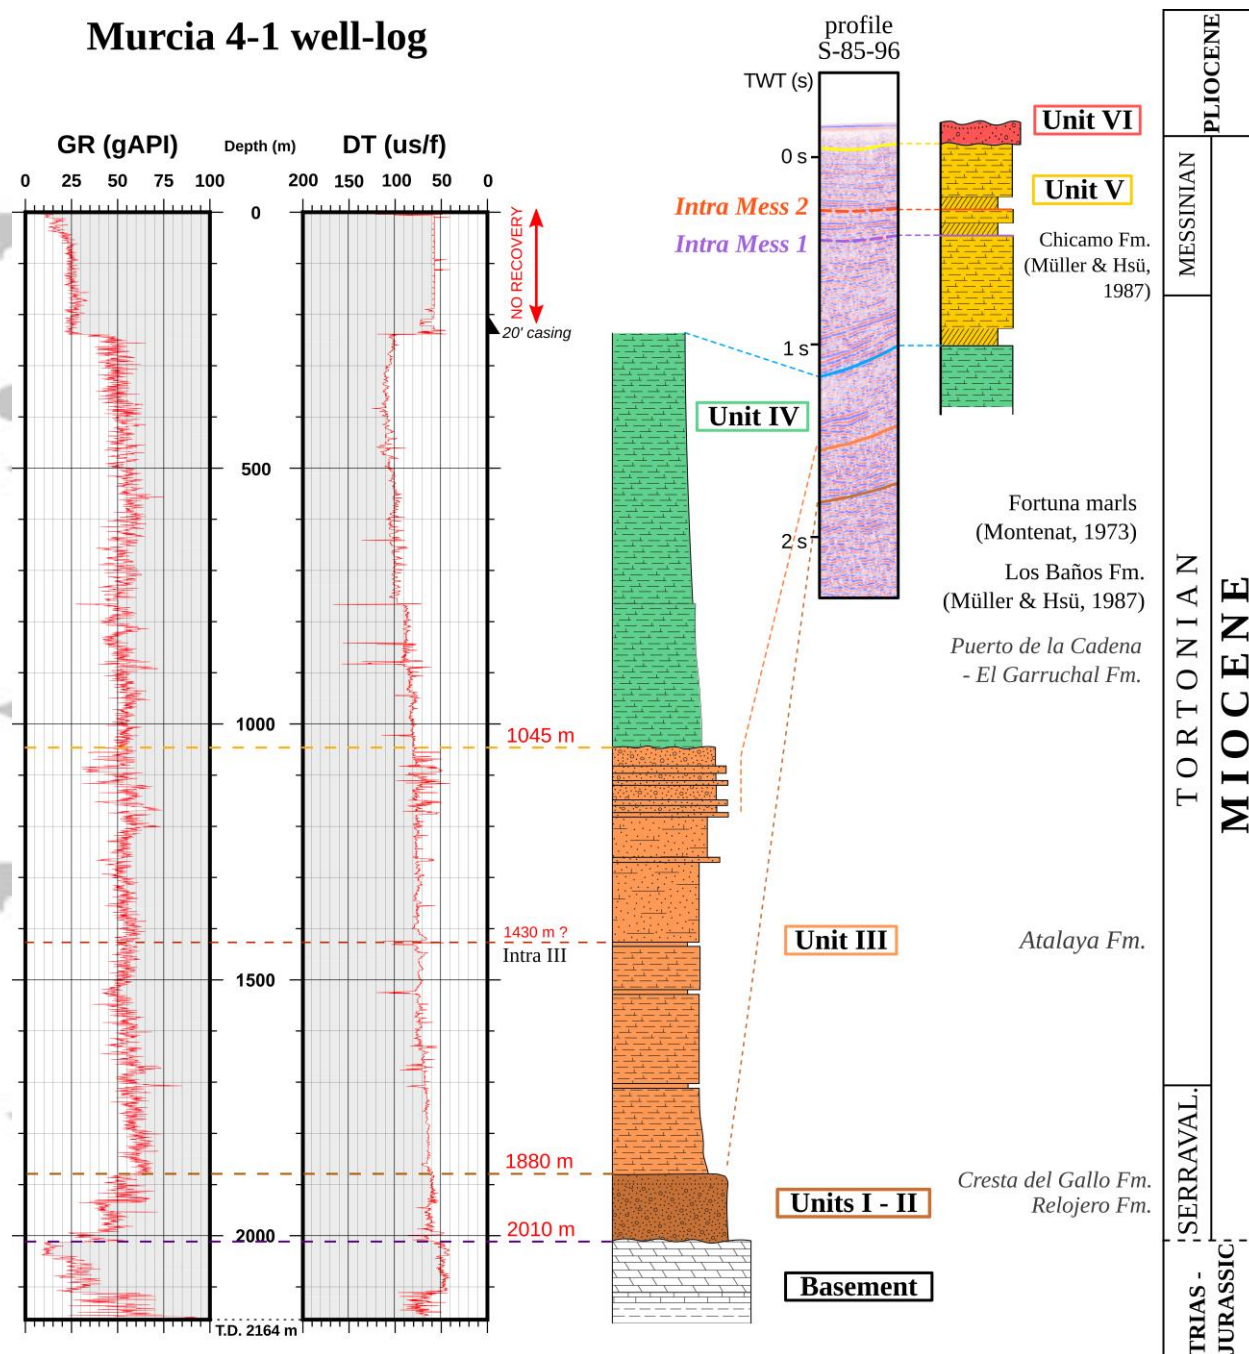 Murcia 4-1 well-log
profile
S-85-96
TWT (s)
GR (gAPI)
Depth (m)
DT (us/f)
0 25 50 75 100
200 150 100 50 0
0
500
1000
1500
2000
T.D. 2164 m
NO RECOVERY
20' casing
1045 m
1430 m ?
Intra III
1880 m
2010 m
0 s
1 s
2 s
Intra Mess 2
Intra Mess 1
Unit VI
Unit V
Chicamo Fm.
(Müller & Hsü,
1987)
Unit IV
Fortuna marls
(Montenat, 1973)
Los Baños Fm.
(Müller & Hsü, 1987)
Puerto de la Cadena
- El Garruchal Fm.
Unit III
Atalaya Fm.
Units I - II
Cresta del Gallo Fm.
Relojero Fm.
Basement
PLIOCENE
MESSINIAN
TORTONIAN
SERRAVAL.
MIOCENE
TRIAS -
JURASSIC